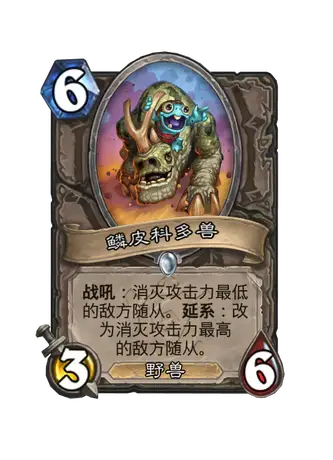 6
鳞皮科多兽
战吼：消灭攻击力最低
的敌方随从。延系：改
为消灭攻击力最高
的敌方随从。
3
野兽
6